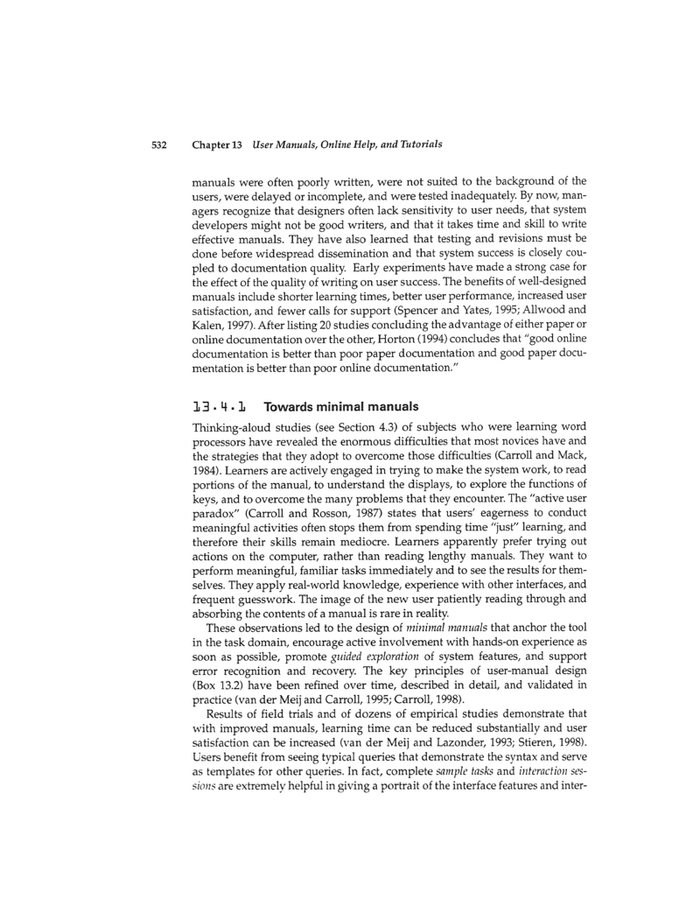 532 Chapter 13 User Manuals, Online Help, and Tutorials
manuals were often poorly written, were not suited to the background of the
users, were delayed or incomplete, and were tested inadequately. By now, man-
agers recognize that designers often lack sensitivity to user needs, that system
developers might not be good writers, and that it takes time and skill to write
effective manuals. They have also learned that testing and revisions must be
done before widespread dissemination and that system success is closely cou-
pled to documentation quality. Early experiments have made a strong case for
the effect of the quality of writing on user success. The benefits of well-designed
manuals include shorter learning times, better user performance, increased user
satisfaction, and fewer calls for support (Spencer and Yates, 1995; Allwood and
Kalen, 1997). After listing 20 studies concluding the advantage of either paper or
online documentation over the other, Horton (1994) concludes that "good online
documentation is better than poor paper documentation and good paper docu-
mentation is better than poor online documentation."
13.4.1 Towards minimal manuals
Thinking-aloud studies (see Section 4.3) of subjects who were learning word
processors have revealed the enormous difficulties that most novices have and
the strategies that they adopt to overcome those difficulties (Carroll and Mack,
1984). Learners are actively engaged in trying to make the system work, to read
portions of the manual, to understand the displays, to explore the functions of
keys, and to overcome the many problems that they encounter. The "active user
paradox" (Carroll and Rosson, 1987) states that users' eagerness to conduct
meaningful activities often stops them from spending time "just" learning, and
therefore their skills remain mediocre. Learners apparently prefer trying out
actions on the computer, rather than reading lengthy manuals. They want to
perform meaningful, familiar tasks immediately and to see the results for them-
selves. They apply real-world knowledge, experience with other interfaces, and
frequent guesswork. The image of the new user patiently reading through and
absorbing the contents of a manual is rare in reality.
These observations led to the design of minimal manuals that anchor the tool
in the task domain, encourage active involvement with hands-on experience as
soon as possible, promote guided exploration of system features, and support
error recognition and recovery. The key principles of user-manual design
(Box 13.2) have been refined over time, described in detail, and validated in
practice (van der Meij and Carroll, 1995; Carroll, 1998).
Results of field trials and of dozens of empirical studies demonstrate that
with improved manuals, learning time can be reduced substantially and user
satisfaction can be increased (van der Meij and Lazonder, 1993; Stieren, 1998).
Users benefit from seeing typical queries that demonstrate the syntax and serve
as templates for other queries. In fact, complete sample tasks and interaction ses-
sions are extremely helpful in giving a portrait of the interface features and inter-